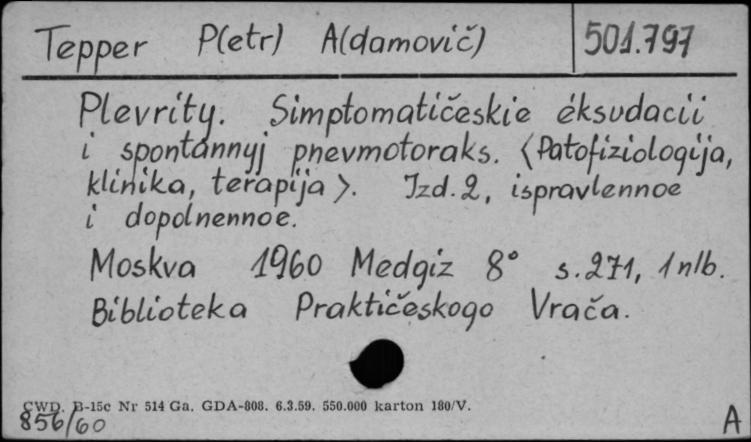 Tepper P(etr) A(damovič) 501.797
Plevrity. Simptomatičeskie éksudacii
i spontannyj pnevmotoraks. <Patofiziologija,
klinika, terapija>. Izd. 2, ispravlennoe
i dopolnennoe.
Moskva 1960 Medgiz 8° s. 271, 1 nlb.
Biblioteka Praktičeskogo Vrača.
CWD. B-15c Nr 514 Ga. GDA-808. 6.3.59. 550.000 karton 180/V.
856/60 A